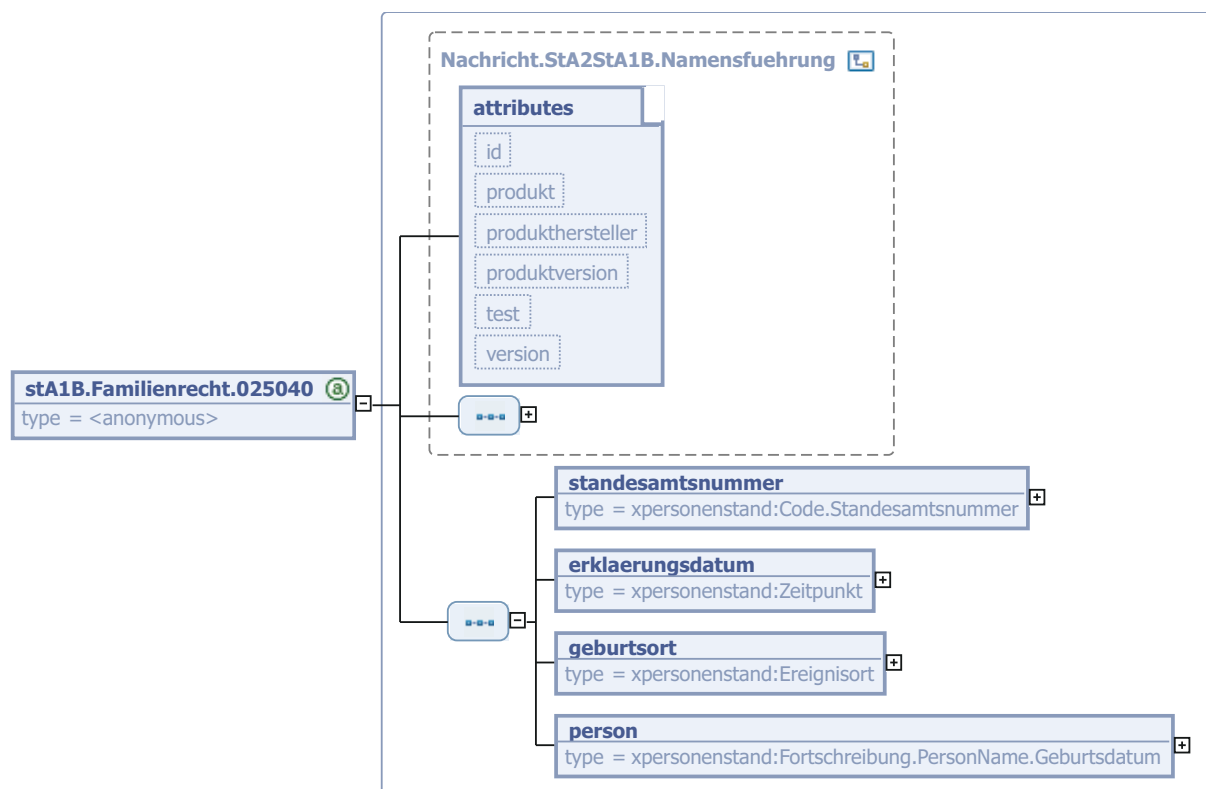 Nachricht.StA2StA1B.Namensfuehrung
attributes
id
produkt
produkthersteller
produktversion
test
version
stA1B.Familienrecht.025040 a
type = <anonymous>
standesamtsnummer
type = xpersonenstand:Code.Standesamtsnummer
erklaerungsdatum
type = xpersonenstand:Zeitpunkt
geburtsort
type = xpersonenstand:Ereignisort
person
type = xpersonenstand:Fortschreibung.PersonName.Geburtsdatum